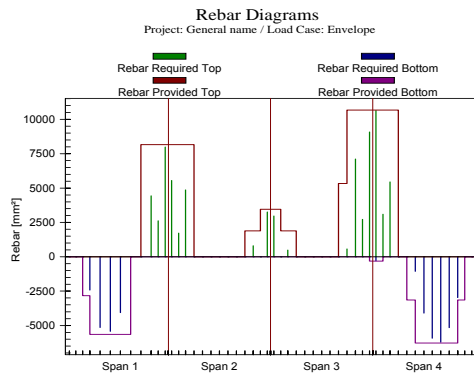 Rebar Diagrams
Project: General name / Load Case: Envelope
Rebar Required Top
Rebar Required Bottom
Rebar Provided Top
Rebar Provided Bottom
Rebar [mm²]
10000
7500
5000
2500
0
-2500
-5000
Span 1
Span 2
Span 3
Span 4